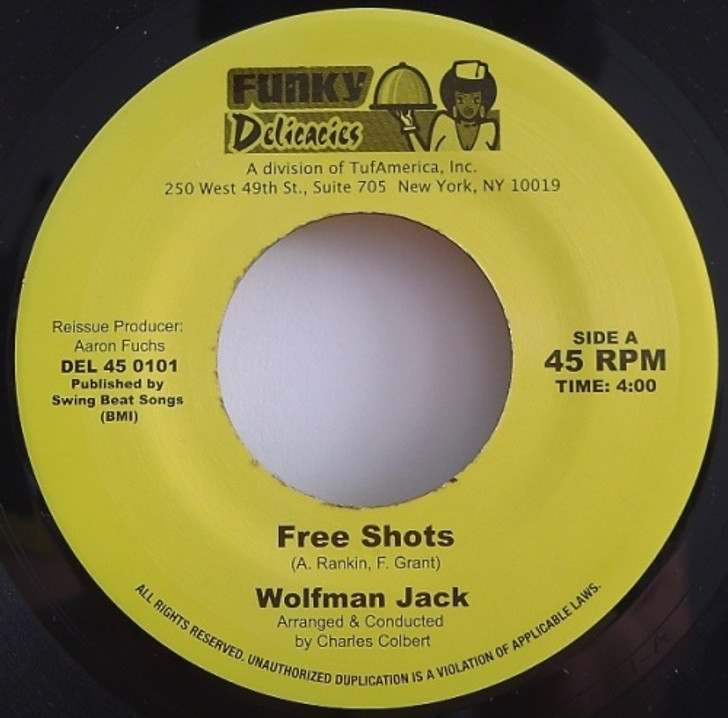 Funky
Delicacies
A division of TufAmerica, Inc.
250 West 49th St., Suite 705 New York, NY 10019
Reissue Producer:
Aaron Fuchs
DEL 45 0101
Published by
Swing Beat Songs
(BMI)
SIDE A
45 RPM
TIME: 4:00
Free Shots
(A. Rankin, F. Grant)
Wolfman Jack
Arranged & Conducted
by Charles Colbert
ALL RIGHTS RESERVED. UNAUTHORIZED DUPLICATION IS A VIOLATION OF APPLICABLE LAWS.